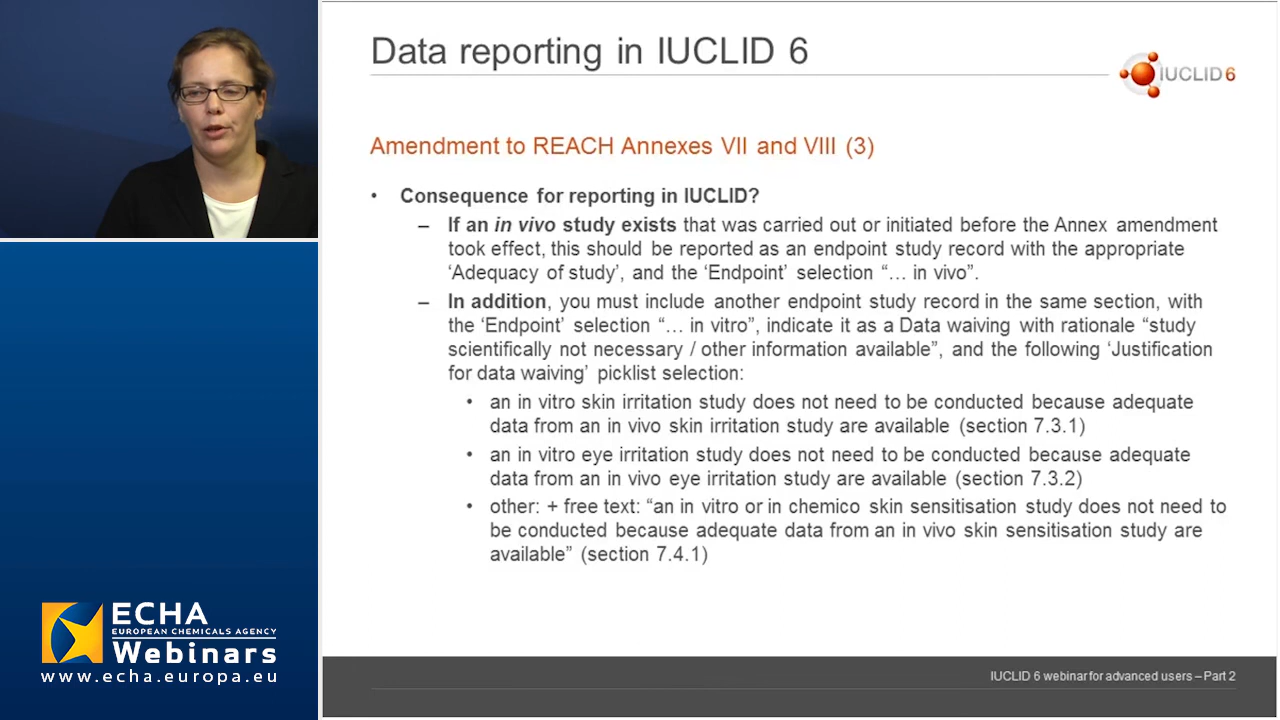 Data reporting in IUCLID 6
IUCLID 6
Amendment to REACH Annexes VII and VIII (3)
• Consequence for reporting in IUCLID?
– If an in vivo study exists that was carried out or initiated before the Annex amendment
took effect, this should be reported as an endpoint study record with the appropriate
‘Adequacy of study’, and the ‘Endpoint’ selection “… in vivo”.
– In addition, you must include another endpoint study record in the same section, with
the ‘Endpoint’ selection “… in vitro”, indicate it as a Data waiving with rationale “study
scientifically not necessary / other information available”, and the following ‘Justification
for data waiving’ picklist selection:
• an in vitro skin irritation study does not need to be conducted because adequate
data from an in vivo skin irritation study are available (section 7.3.1)
• an in vitro eye irritation study does not need to be conducted because adequate
data from an in vivo eye irritation study are available (section 7.3.2)
• other: + free text: “an in vitro or in chemico skin sensitisation study does not need to
be conducted because adequate data from an in vivo skin sensitisation study are
available” (section 7.4.1)
ECHA
EUROPEAN CHEMICALS AGENCY
Webinars
www.echa.europa.eu
IUCLID 6 webinar for advanced users – Part 2